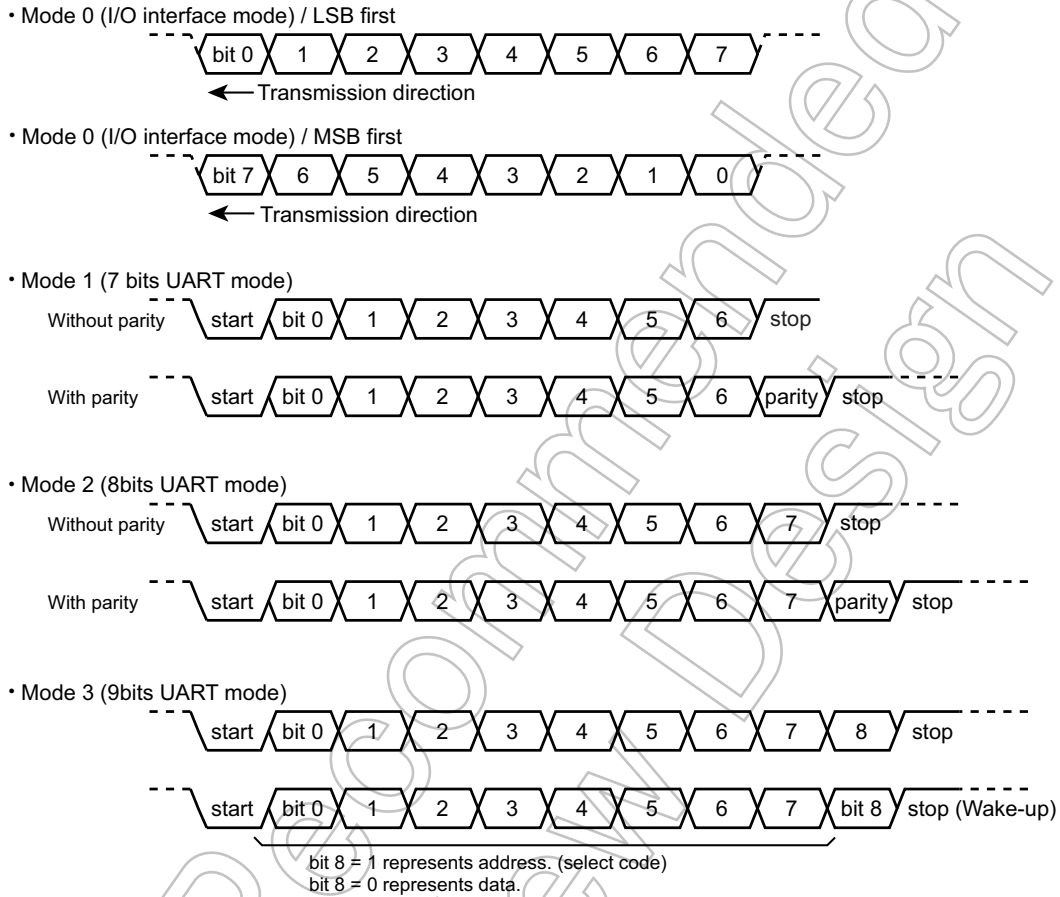 ・Mode 0 (I/O interface mode) / LSB first
bit 0 1 2 3 4 5 6 7
Transmission direction
・Mode 0 (I/O interface mode) / MSB first
bit 7 6 5 4 3 2 1 0
Transmission direction
・Mode 1 (7 bits UART mode)
Without parity start bit 0 1 2 3 4 5 6 stop
With parity start bit 0 1 2 3 4 5 6 parity stop
・Mode 2 (8bits UART mode)
Without parity start bit 0 1 2 3 4 5 6 7 stop
With parity start bit 0 1 2 3 4 5 6 7 parity stop
・Mode 3 (9bits UART mode)
start bit 0 1 2 3 4 5 6 7 8 stop
start bit 0 1 2 3 4 5 6 7 bit 8 stop (Wake-up)
bit 8 = 1 represents address. (select code)
bit 8 = 0 represents data.
Recommended
Design